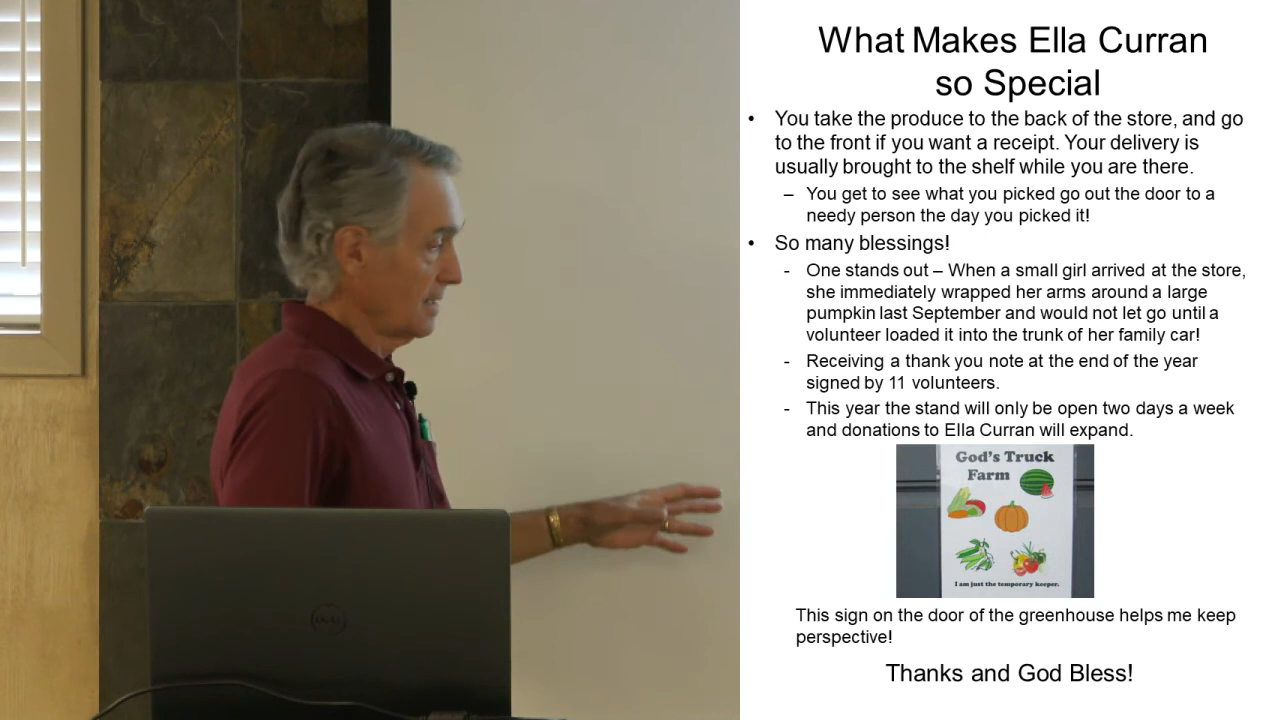 What Makes Ella Curran
so Special
• You take the produce to the back of the store, and go
to the front if you want a receipt. Your delivery is
usually brought to the shelf while you are there.
– You get to see what you picked go out the door to a
needy person the day you picked it!
• So many blessings!
- One stands out – When a small girl arrived at the store,
she immediately wrapped her arms around a large
pumpkin last September and would not let go until a
volunteer loaded it into the trunk of her family car!
- Receiving a thank you note at the end of the year
signed by 11 volunteers.
- This year the stand will only be open two days a week
and donations to Ella Curran will expand.
God's Truck
Farm
I am just the temporary keeper.
This sign on the door of the greenhouse helps me keep
perspective!
Thanks and God Bless!
DELL